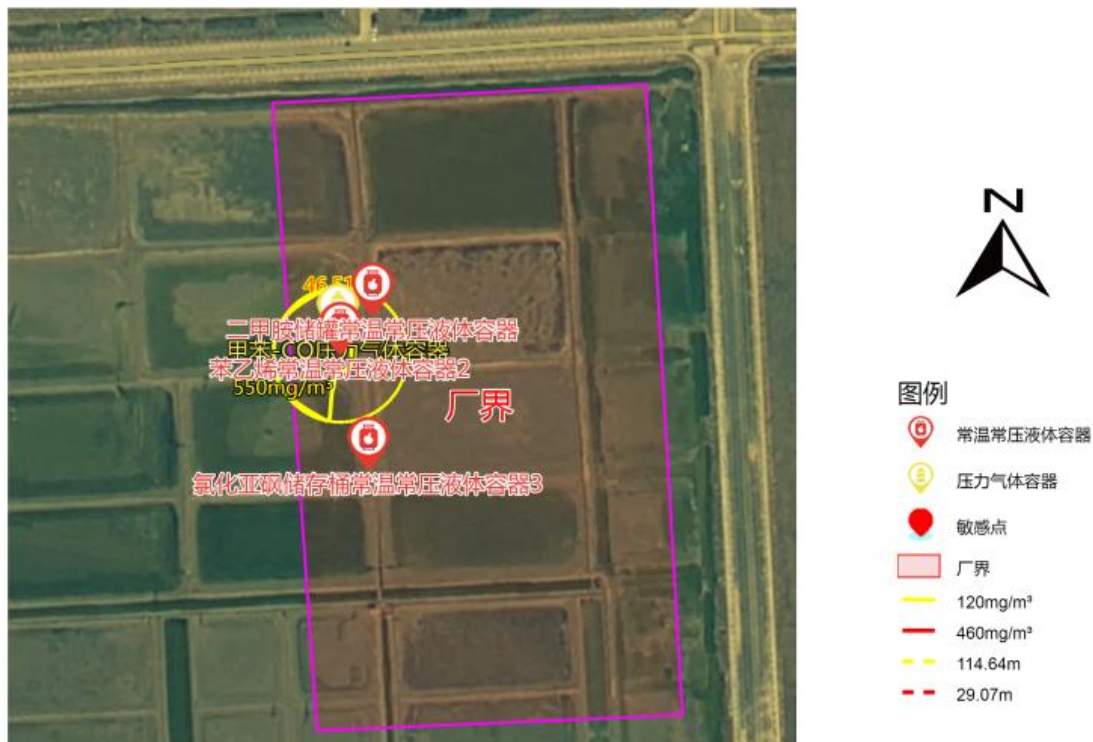 N
46.51
二甲胺储罐常温常压液体容器
甲苯-CO压力气体容器
苯乙烯常温常压液体容器2
550mg/m³
厂界
氯化亚砜储存桶常温常压液体容器3
图例
常温常压液体容器
压力气体容器
敏感点
厂界
120mg/m³
460mg/m³
114.64m
29.07m